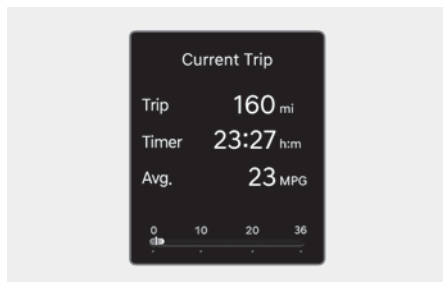 Current Trip
Trip 160 mi
Timer 23:27 h:m
Avg. 23 MPG
0 10 20 36